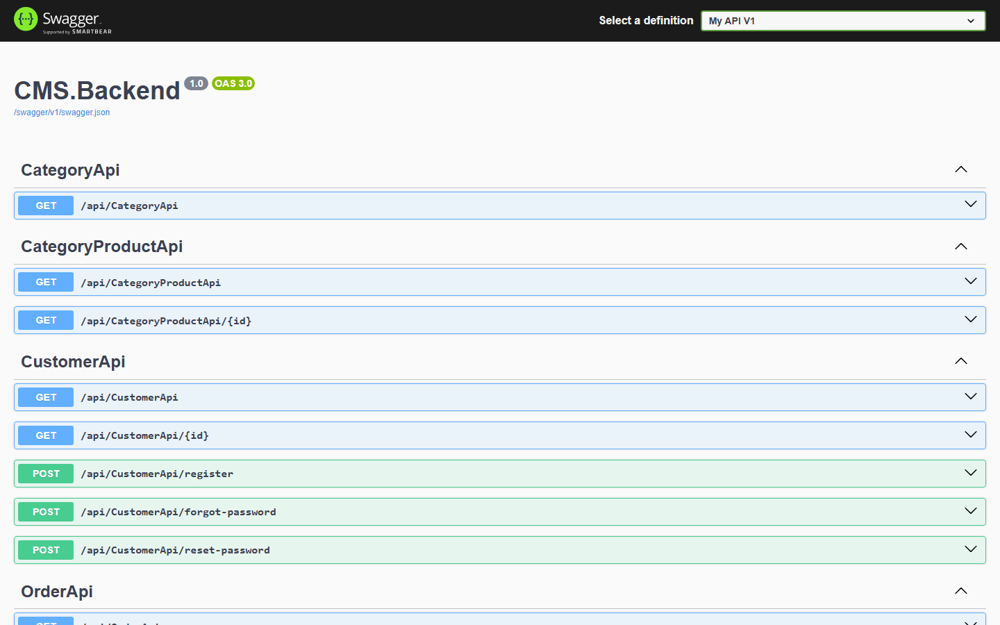 Swagger
Supported by SMARTBEAR
Select a definition
My API V1
CMS.Backend 1.0 OAS 3.0
/swagger/v1/swagger.json
CategoryApi
GET /api/CategoryApi
CategoryProductApi
GET /api/CategoryProductApi
GET /api/CategoryProductApi/{id}
CustomerApi
GET /api/CustomerApi
GET /api/CustomerApi/{id}
POST /api/CustomerApi/register
POST /api/CustomerApi/forgot-password
POST /api/CustomerApi/reset-password
OrderApi
GET